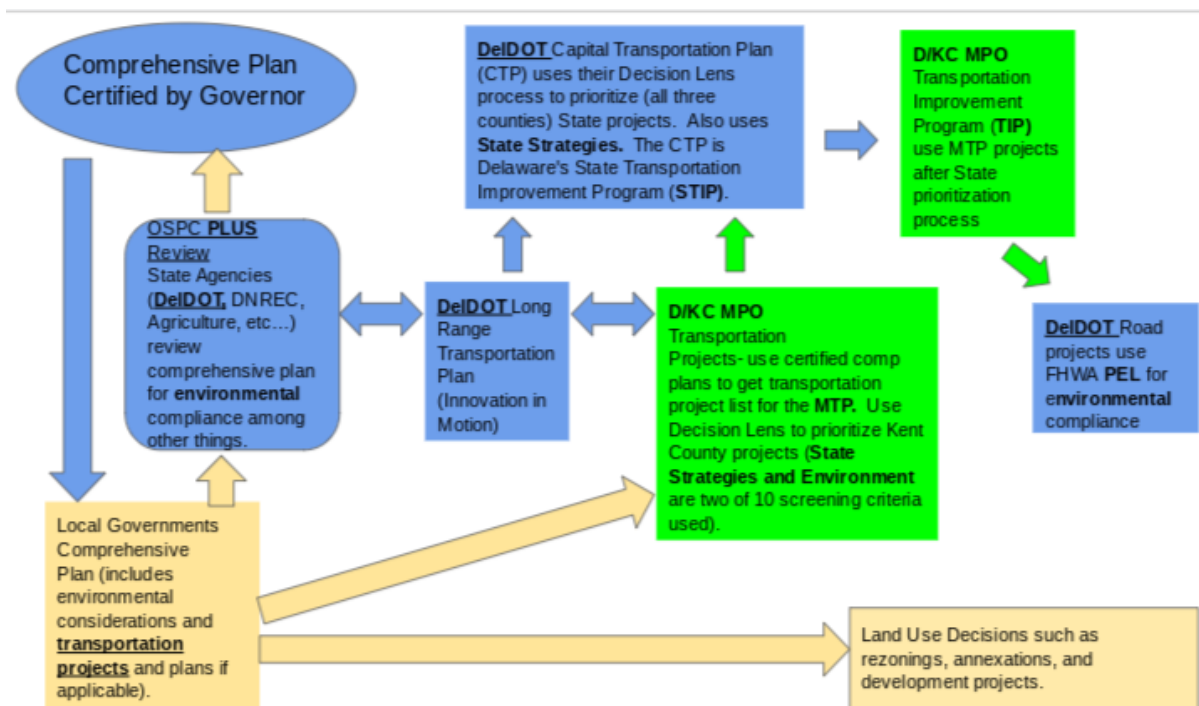 Comprehensive Plan
Certified by Governor
DelDOT Capital Transportation Plan
(CTP) uses their Decision Lens
process to prioritize (all three
counties) State projects.  Also uses
State Strategies.  The CTP is
Delaware's State Transportation
Improvement Program (STIP).
D/KC MPO
Transportation
Improvement
Program (TIP)
use MTP projects
after State
prioritization
process
OSPC PLUS
Review
State Agencies
(DelDOT, DNREC,
Agriculture, etc...)
review
comprehensive plan
for environmental
compliance among
other things.
DelDOT Long
Range
Transportation
Plan
(Innovation in
Motion)
D/KC MPO
Transportation
Projects- use certified comp
plans to get transportation
project list for the MTP.  Use
Decision Lens to prioritize Kent
County projects (State
Strategies and Environment
are two of 10 screening criteria
used).
DelDOT Road
projects use
FHWA PEL for
environmental
compliance
Local Governments
Comprehensive
Plan (includes
environmental
considerations and
transportation
projects and plans if
applicable).
Land Use Decisions such as
rezonings, annexations, and
development projects.